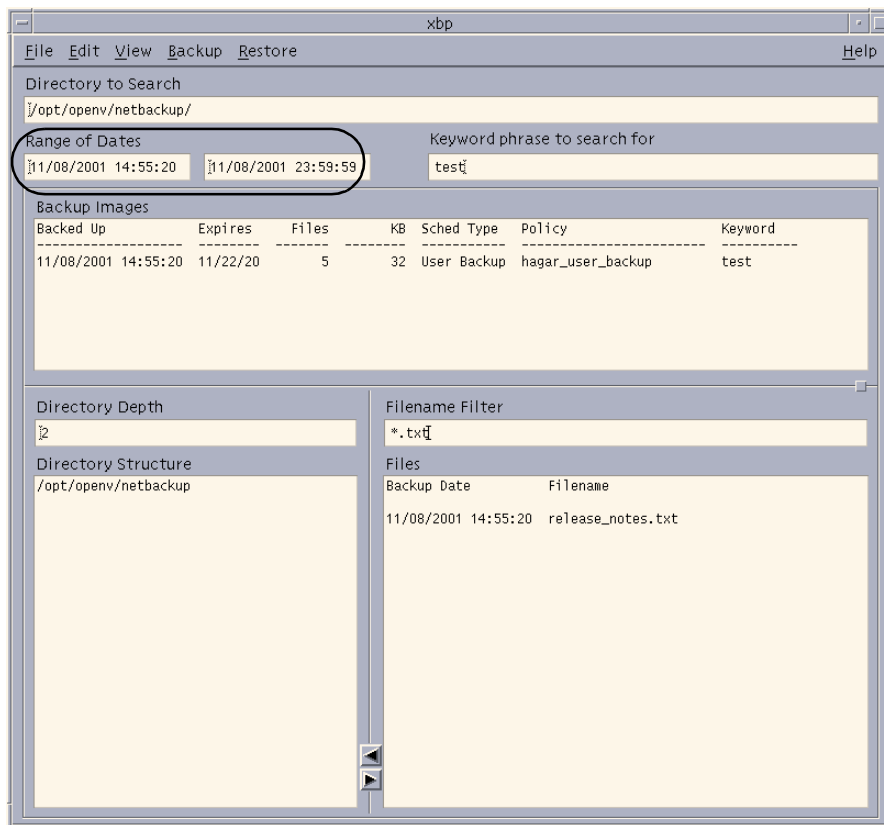 xbp
File Edit View Backup Restore Help
Directory to Search
/opt/openv/netbackup/
Range of Dates Keyword phrase to search for
11/08/2001 14:55:20 11/08/2001 23:59:59 test
Backup Images
Backed Up Expires Files KB Sched Type Policy Keyword
------------------- -------- ------ -------- ----------- ------------------------ ----------
11/08/2001 14:55:20 11/22/20 5 32 User Backup hagar_user_backup test
Directory Depth Filename Filter
2 *.txt
Directory Structure Files
/opt/openv/netbackup Backup Date Filename
11/08/2001 14:55:20 release_notes.txt